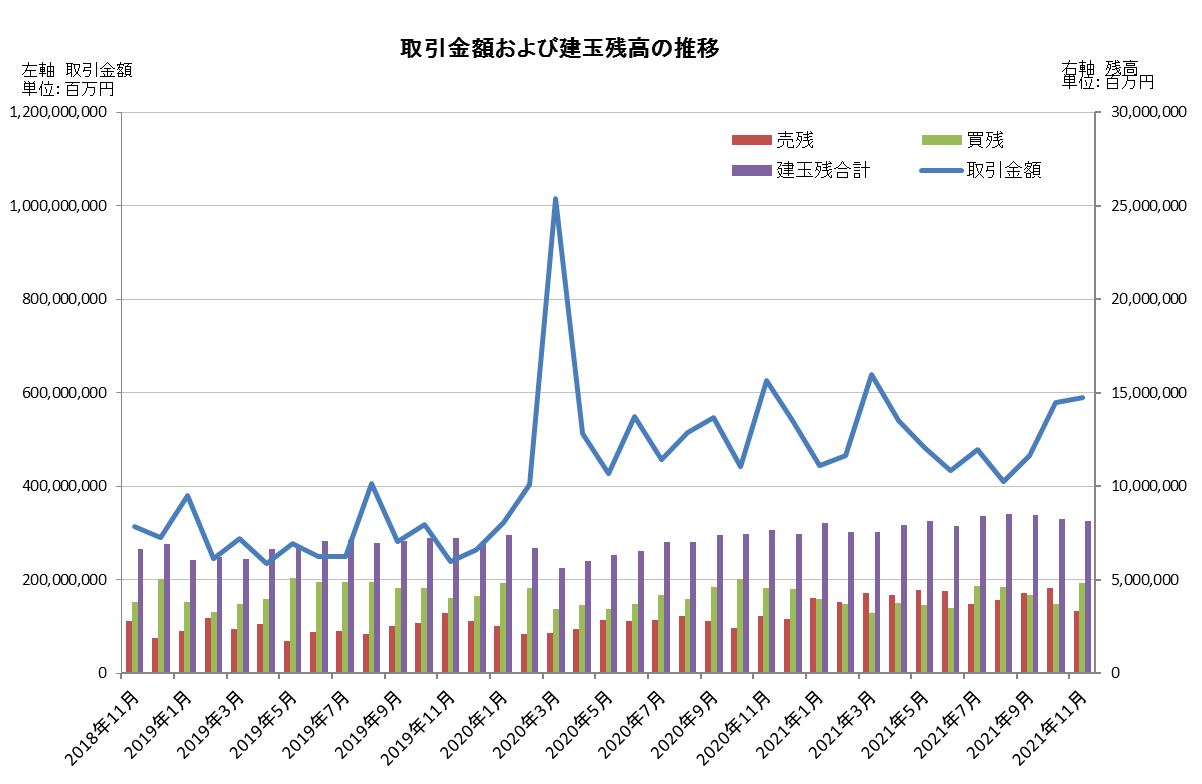 取引金額および建玉残高の推移
左軸 取引金額
単位: 百万円
右軸 残高
単位: 百万円
売残
買残
建玉残合計
取引金額
1,200,000,000
1,000,000,000
800,000,000
600,000,000
400,000,000
200,000,000
0
30,000,000
25,000,000
20,000,000
15,000,000
10,000,000
5,000,000
0
2018年11月
2019年1月
2019年3月
2019年5月
2019年7月
2019年9月
2019年11月
2020年1月
2020年3月
2020年5月
2020年7月
2020年9月
2020年11月
2021年1月
2021年3月
2021年5月
2021年7月
2021年9月
2021年11月